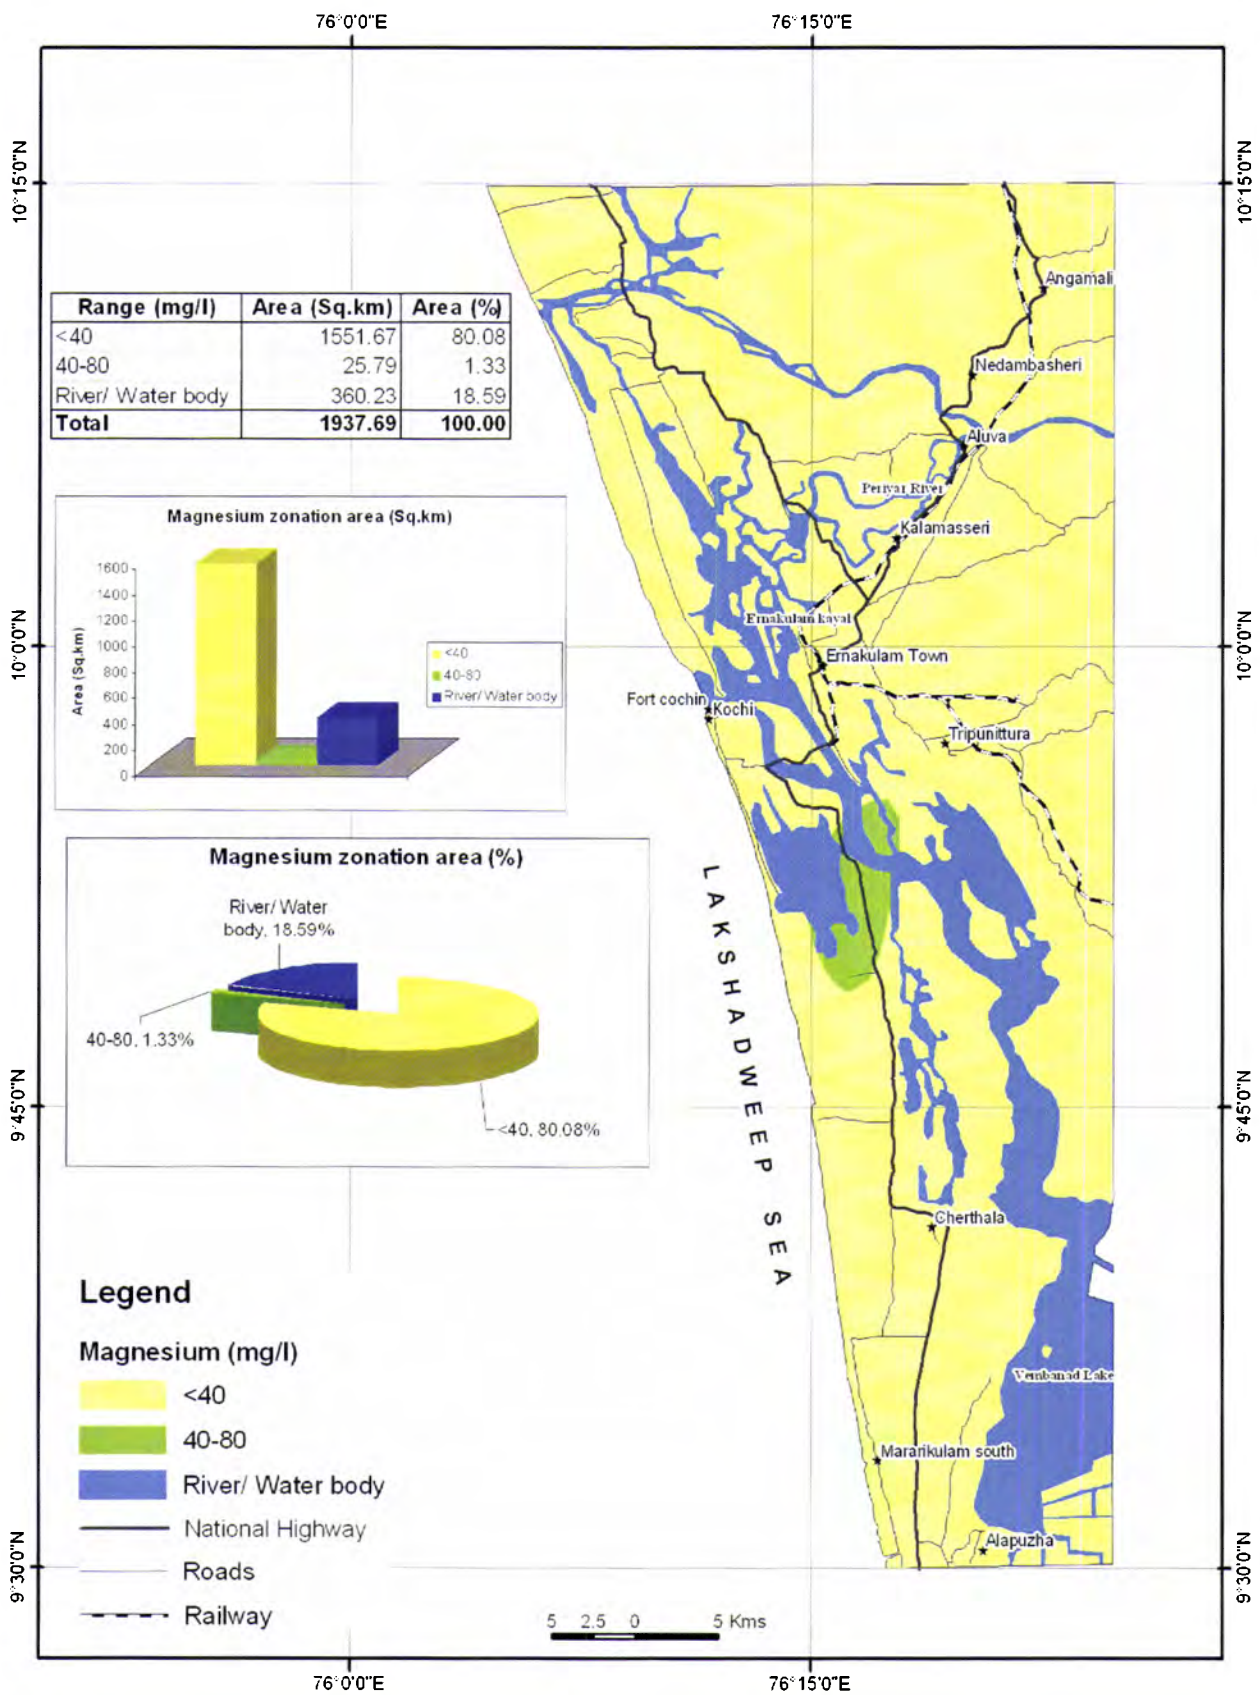 76°0'0"E 76°15'0"E
10°15'0"N 10°15'0"N
Angamali
Range (mg/l) Area (Sq.km) Area (%)
<40 1551.67 80.08
40-80 25.79 1.33
River/ Water body 360.23 18.59
Total 1937.69 100.00
Nedambasheri
Aluva
Periyar River
Kalamasseri
Magnesium zonation area (Sq.km)
1600
1400
1200
1000
800
600
400
200
0
Area (Sq.km)
<40
40-80
River/ Water body
Ernakulam kayal
10°0'0"N 10°0'0"N
Ernakulam Town
Fort cochin
Kochi
Tripunittura
Magnesium zonation area (%)
River/ Water
body, 18.59%
40-80, 1.33%
<40, 80.08%
LAKSHADWEEP SEA
9°45'0"N 9°45'0"N
Cherthala
Legend
Magnesium (mg/l)
<40
40-80
River/ Water body
National Highway
Roads
Railway
Vembanad Lake
Mararikulam south
Alapuzha
9°30'0"N 9°30'0"N
5 2.5 0 5 Kms
76°0'0"E 76°15'0"E